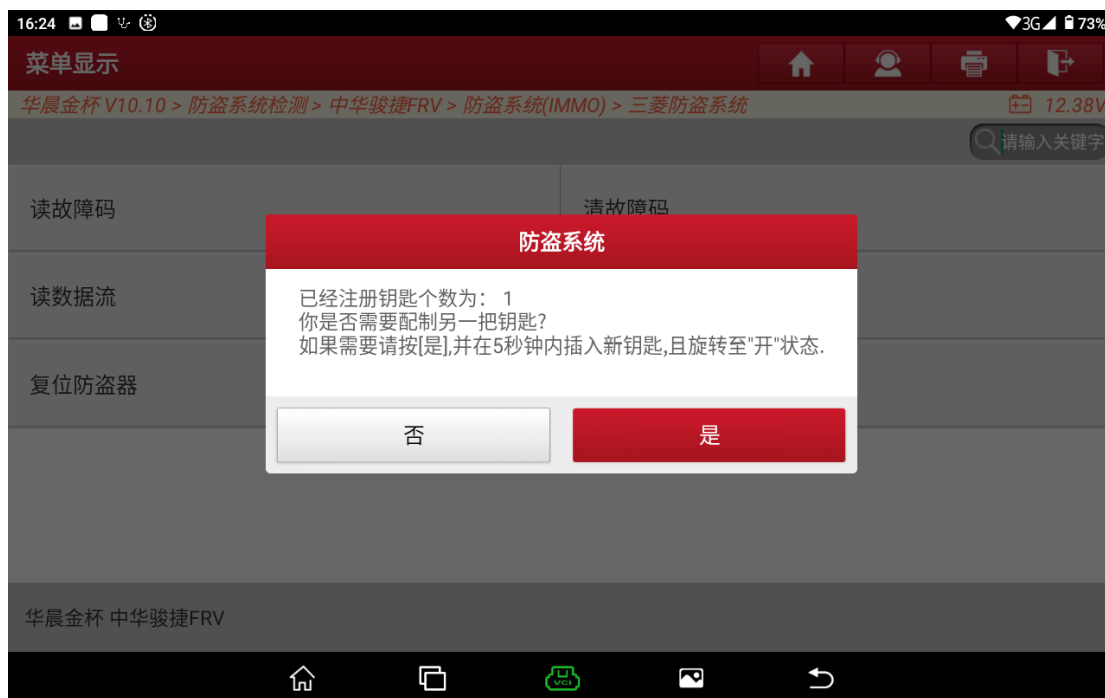 16:24
3G 73%
菜单显示
华晨金杯 V10.10 > 防盗系统检测 > 中华骏捷FRV > 防盗系统(IMMO) > 三菱防盗系统
12.38V
请输入关键字
读故障码
清故障码
防盗系统
读数据流
已经注册钥匙个数为： 1
你是否需要配制另一把钥匙?
如果需要请按[是],并在5秒钟内插入新钥匙,且旋转至"开"状态.
复位防盗器
否
是
华晨金杯 中华骏捷FRV
VCI